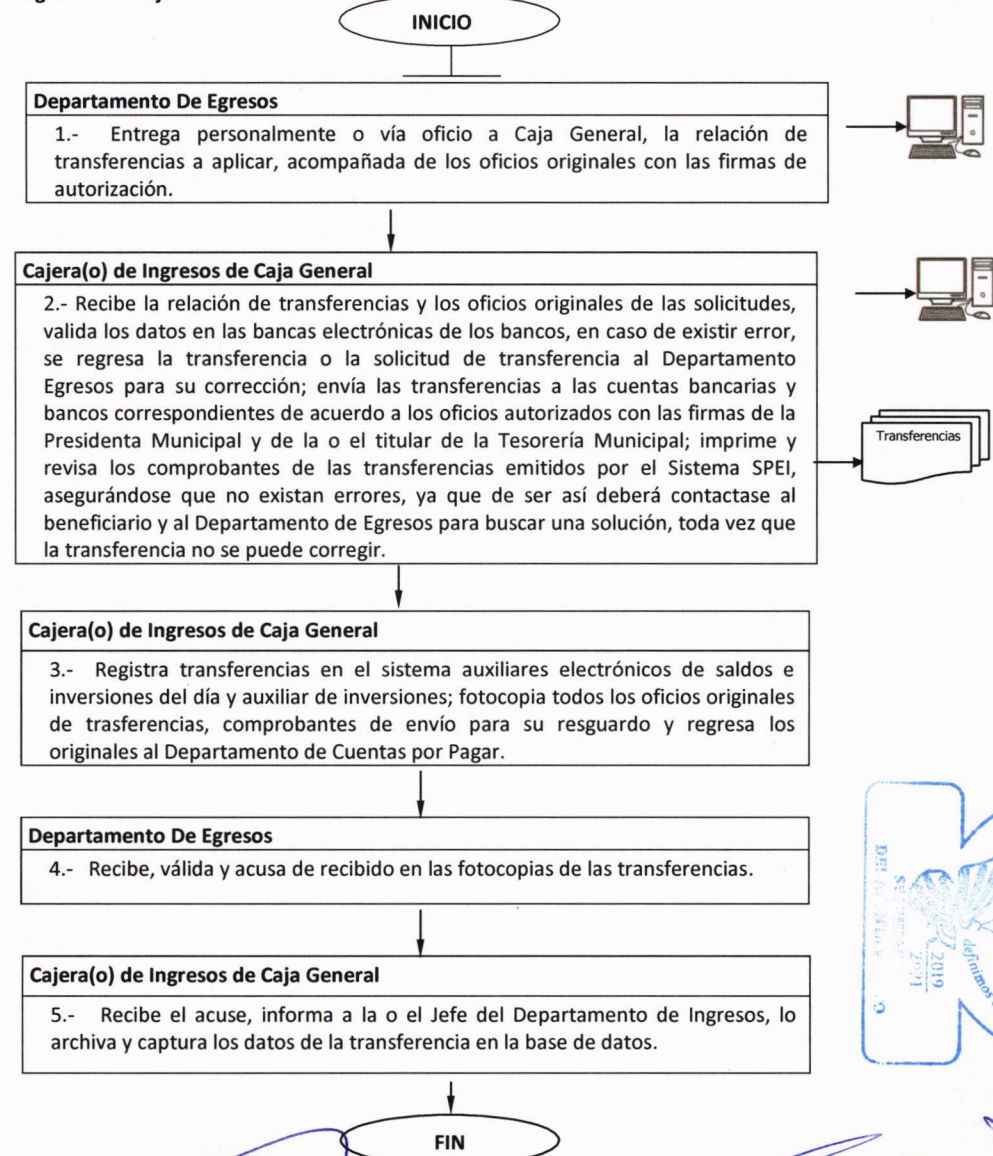 INICIO
Departamento De Egresos
1.- Entrega personalmente o vía oficio a Caja General, la relación de
transferencias a aplicar, acompañada de los oficios originales con las firmas de
autorización.
Cajera(o) de Ingresos de Caja General
2.- Recibe la relación de transferencias y los oficios originales de las solicitudes,
valida los datos en las bancas electrónicas de los bancos, en caso de existir error,
se regresa la transferencia o la solicitud de transferencia al Departamento
Egresos para su corrección; envía las transferencias a las cuentas bancarias y
bancos correspondientes de acuerdo a los oficios autorizados con las firmas de la
Presidenta Municipal y de la o el titular de la Tesorería Municipal; imprime y
revisa los comprobantes de las transferencias emitidos por el Sistema SPEI,
asegurándose que no existan errores, ya que de ser así deberá contactase al
beneficiario y al Departamento de Egresos para buscar una solución, toda vez que
la transferencia no se puede corregir.
Transferencias
Cajera(o) de Ingresos de Caja General
3.- Registra transferencias en el sistema auxiliares electrónicos de saldos e
inversiones del día y auxiliar de inversiones; fotocopia todos los oficios originales
de trasferencias, comprobantes de envío para su resguardo y regresa los
originales al Departamento de Cuentas por Pagar.
Departamento De Egresos
4.- Recibe, válida y acusa de recibido en las fotocopias de las transferencias.
Cajera(o) de Ingresos de Caja General
5.- Recibe el acuse, informa a la o el Jefe del Departamento de Ingresos, lo
archiva y captura los datos de la transferencia en la base de datos.
definimos
2019
2021
FIN